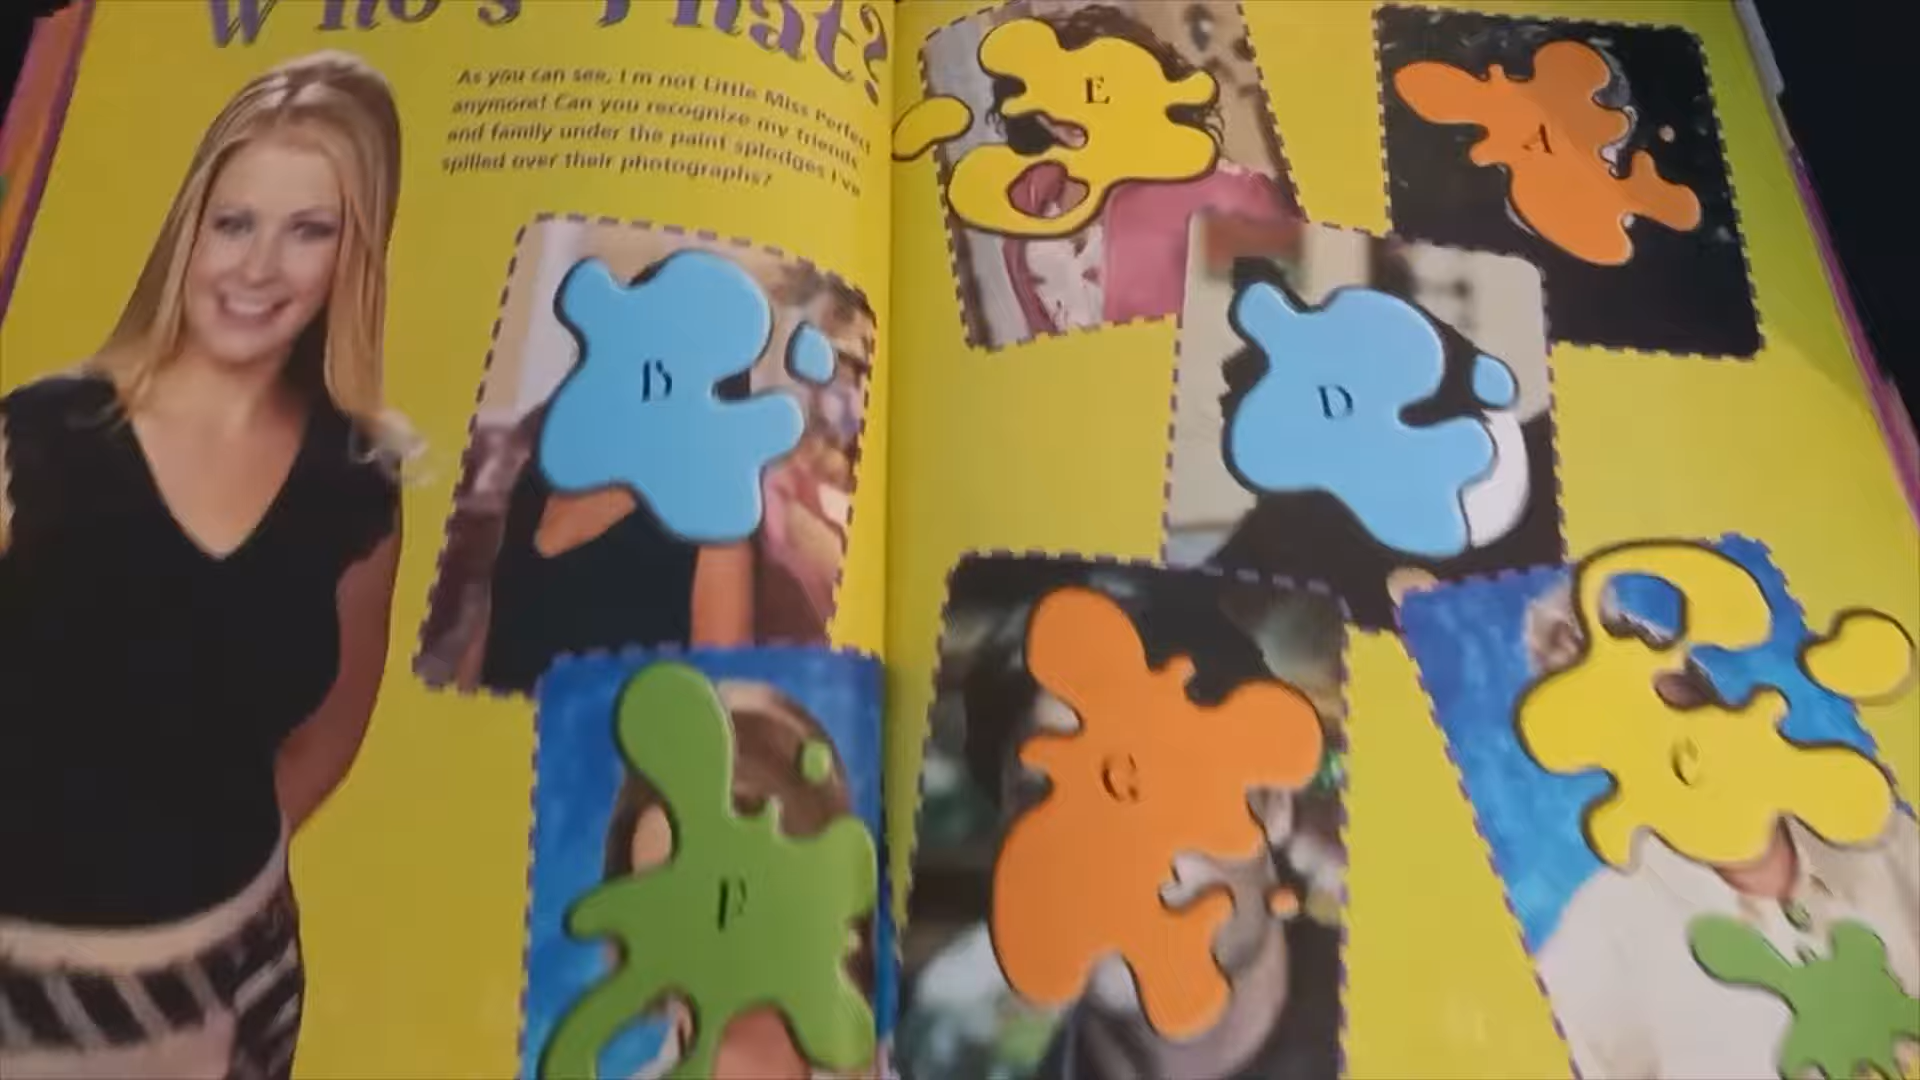 Who's That?
As you can see, I'm not Little Miss Perfect
anymore! Can you recognize my friends
and family under the paint splodges I've
spilled over their photographs?
E
A
B
D
G
C
F